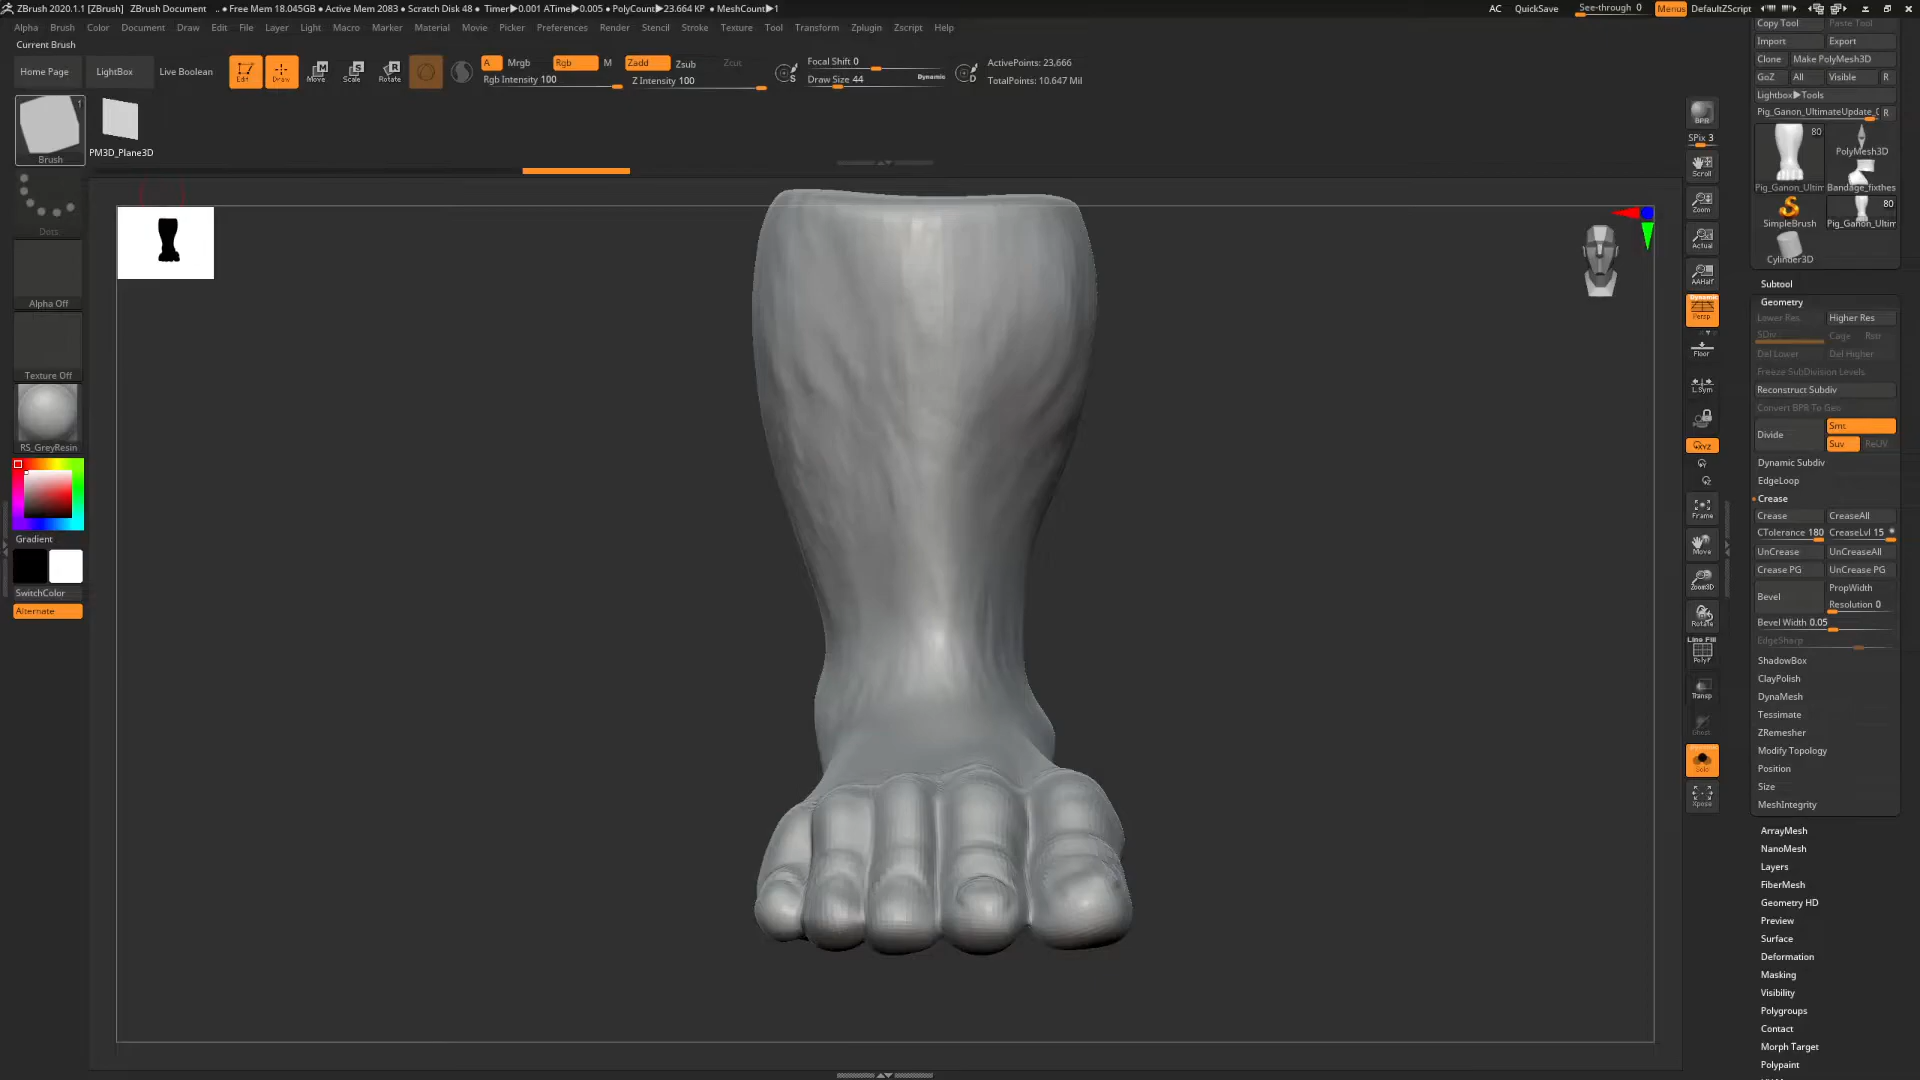 ZBrush 2020.1.1 [ZBrush] ZBrush Document .. • Free Mem 18.045GB • Active Mem 2083 • Scratch Disk 48 • Timer▶0.001 ATime▶0.005 • PolyCount▶23.664 KP • MeshCount▶1 AC QuickSave See-through 0 Menus DefaultZScript
Alpha Brush Color Document Draw Edit File Layer Light Macro Marker Material Movie Picker Preferences Render Stencil Stroke Texture Tool Transform Zplugin Zscript Help
Current Brush
Home Page LightBox Live Boolean Edit Draw Move Scale Rotate
A Mrgb Rgb M Zadd Zsub Zcut
Rgb Intensity 100 Z Intensity 100
Focal Shift 0
Draw Size 44 Dynamic
S D
ActivePoints: 23,666
TotalPoints: 10.647 Mil
1
Brush
PM3D_Plane3D
Dots
Alpha Off
Texture Off
RS_GreyResin
Gradient
SwitchColor
Alternate
BPR
SPix 3
Scroll
Zoom
Actual
AAHalf
Dynamic
Persp
Floor
L.Sym
XYZ
Frame
Move
Zoom3D
Rotate
Line Fill
PolyF
Transp
Ghost
Solo
Xpose
Copy Tool Paste Tool
Import Export
Clone Make PolyMesh3D
GoZ All Visible R
Lightbox▶Tools
Pig_Ganon_UltimateUpdate_ R
80
PolyMesh3D
Pig_Ganon_Ultim Bandage_fixthes
80
SimpleBrush Pig_Ganon_Ultim
Cylinder3D
Subtool
Geometry
Lower Res Higher Res
SDiv Cage Rstr
Del Lower Del Higher
Freeze SubDivision Levels
Reconstruct Subdiv
Convert BPR To Geo
Divide Smt
Suv ReUV
Dynamic Subdiv
EdgeLoop
Crease
Crease CreaseAll
CTolerance 180 CreaseLvl 15
UnCrease UnCreaseAll
Crease PG UnCrease PG
Bevel PropWidth
Resolution 0
Bevel Width 0.05
EdgeSharp
ShadowBox
ClayPolish
DynaMesh
Tessimate
ZRemesher
Modify Topology
Position
Size
MeshIntegrity
ArrayMesh
NanoMesh
Layers
FiberMesh
Geometry HD
Preview
Surface
Deformation
Masking
Visibility
Polygroups
Contact
Morph Target
Polypaint